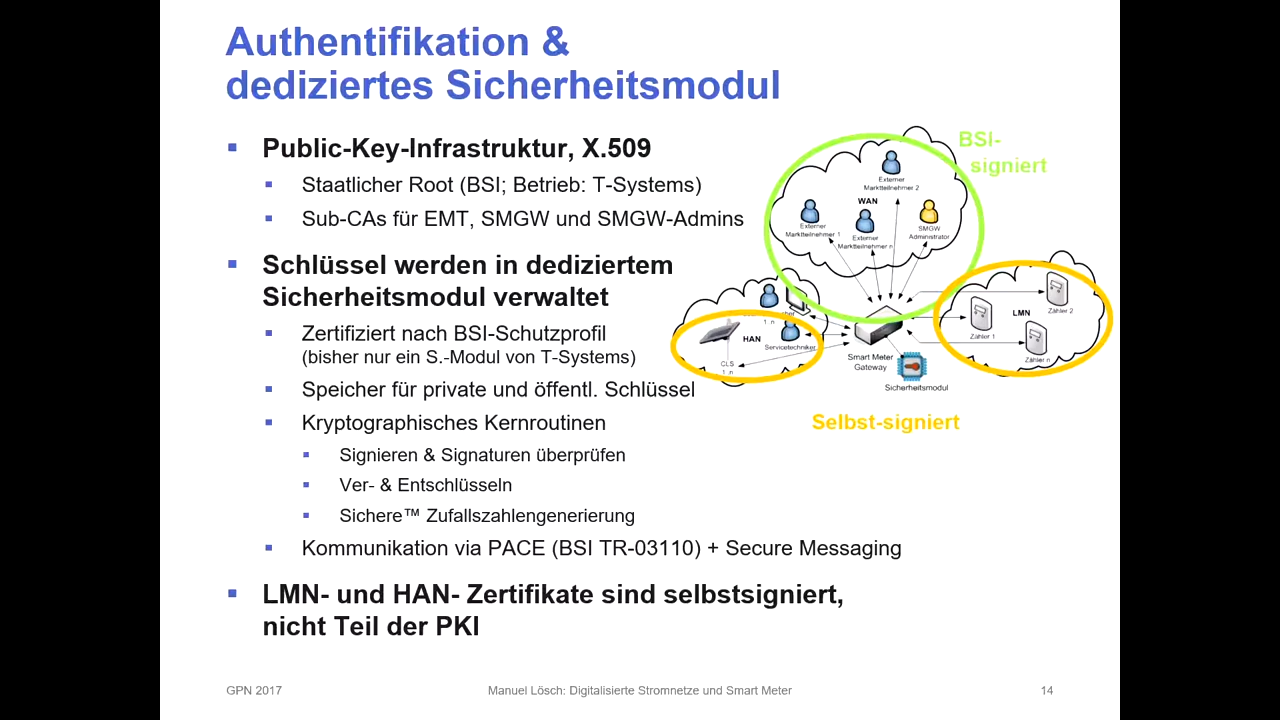 Authentifikation &
dediziertes Sicherheitsmodul
Public-Key-Infrastruktur, X.509
Staatlicher Root (BSI; Betrieb: T-Systems)
Sub-CAs für EMT, SMGW und SMGW-Admins
Schlüssel werden in dediziertem
Sicherheitsmodul verwaltet
Zertifiziert nach BSI-Schutzprofil
(bisher nur ein S.-Modul von T-Systems)
Speicher für private und öffentl. Schlüssel
Kryptographisches Kernroutinen
Signieren & Signaturen überprüfen
Ver- & Entschlüsseln
Sichere™ Zufallszahlengenerierung
Kommunikation via PACE (BSI TR-03110) + Secure Messaging
LMN- und HAN- Zertifikate sind selbstsigniert,
nicht Teil der PKI
BSI-
signiert
Externer
Marktteilnehmer 2
WAN
Externer
Marktteilnehmer 1
Externer
Marktteilnehmer n
SMGW
Administrator
1..n
HAN
Servicetechniker
CLS
1..n
Smart Meter
Gateway
Sicherheitsmodul
LMN
Zähler 1
Zähler 2
Zähler n
Selbst-signiert
GPN 2017
Manuel Lösch: Digitalisierte Stromnetze und Smart Meter
14